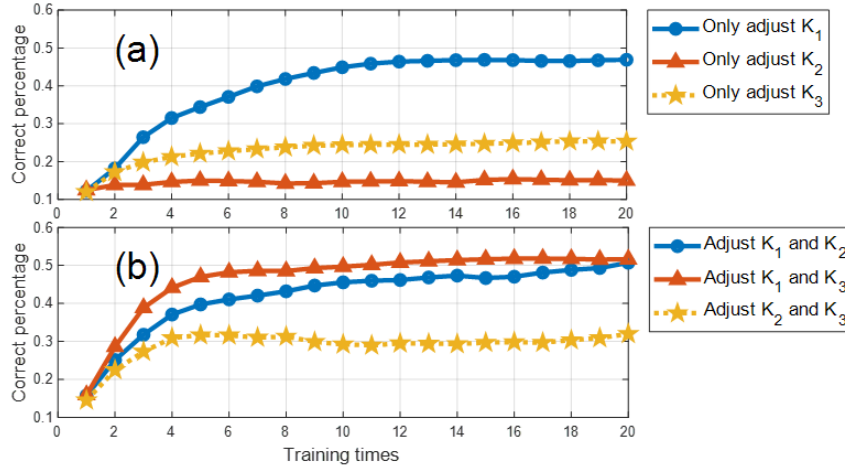 (a)
Correct percentage
0.6
0.5
0.4
0.3
0.2
0.1
0 2 4 6 8 10 12 14 16 18 20
Only adjust K1
Only adjust K2
Only adjust K3
(b)
Correct percentage
0.6
0.5
0.4
0.3
0.2
0.1
0 2 4 6 8 10 12 14 16 18 20
Training times
Adjust K1 and K2
Adjust K1 and K3
Adjust K2 and K3